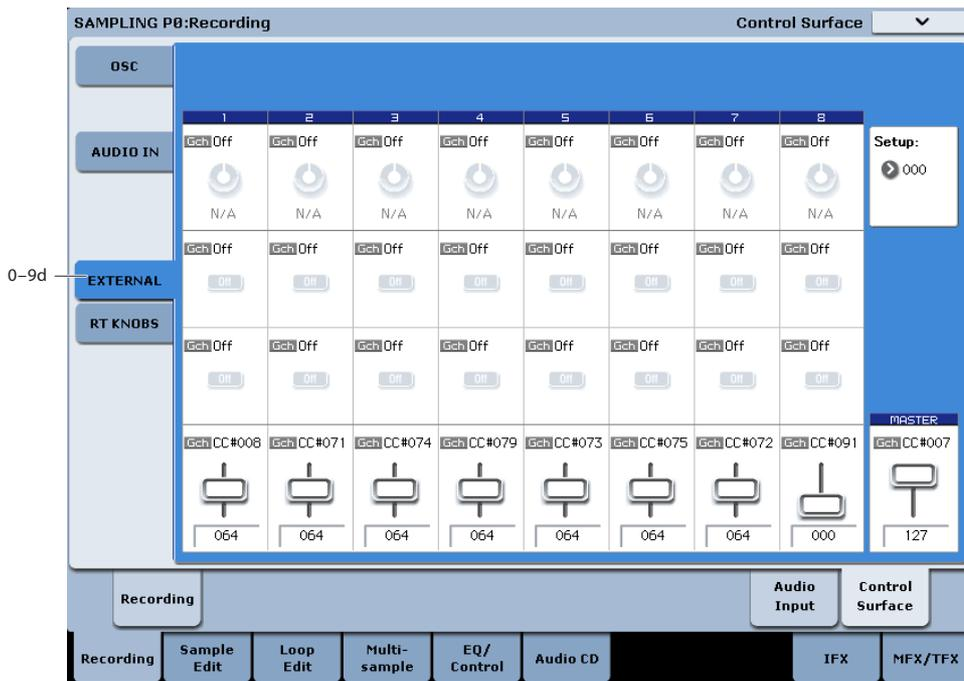 SAMPLING P0:Recording Control Surface
OSC
1 2 3 4 5 6 7 8
AUDIO IN
Gch Off Gch Off Gch Off Gch Off Gch Off Gch Off Gch Off Gch Off
Setup:
000
N/A N/A N/A N/A N/A N/A N/A N/A
0–9d
EXTERNAL
Gch Off Gch Off Gch Off Gch Off Gch Off Gch Off Gch Off Gch Off
Off Off Off Off Off Off Off Off
RT KNOBS
Gch Off Gch Off Gch Off Gch Off Gch Off Gch Off Gch Off Gch Off
Off Off Off Off Off Off Off Off
MASTER
Gch CC#008 Gch CC#071 Gch CC#074 Gch CC#079 Gch CC#073 Gch CC#075 Gch CC#072 Gch CC#091 Gch CC#007
064 064 064 064 064 064 064 000 127
Recording
Audio Input
Control Surface
Recording
Sample Edit
Loop Edit
Multi-sample
EQ/Control
Audio CD
IFX
MFX/TFX